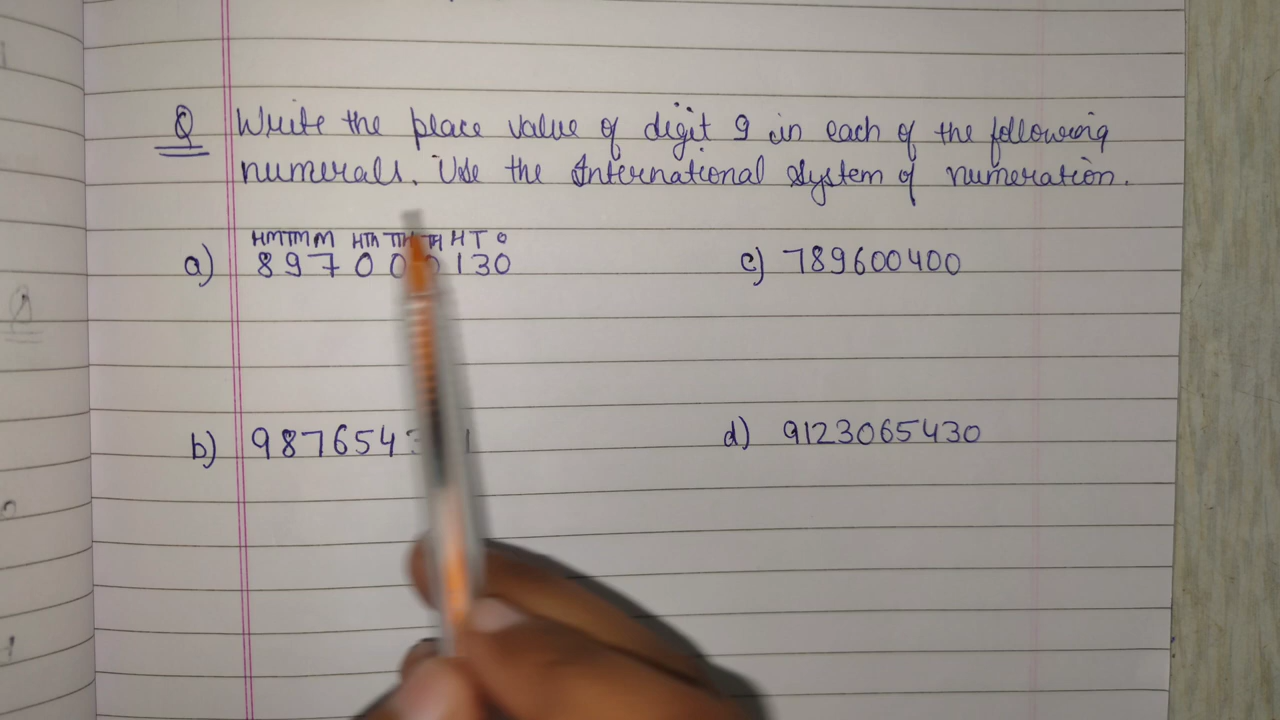 Q Write the place value of digit 9 in each of the following
numerals. Use the International System of numeration.
HM TM M HTh TTH TH H T O
a) 897000130
c) 789600400
b) 
d) 9123065430